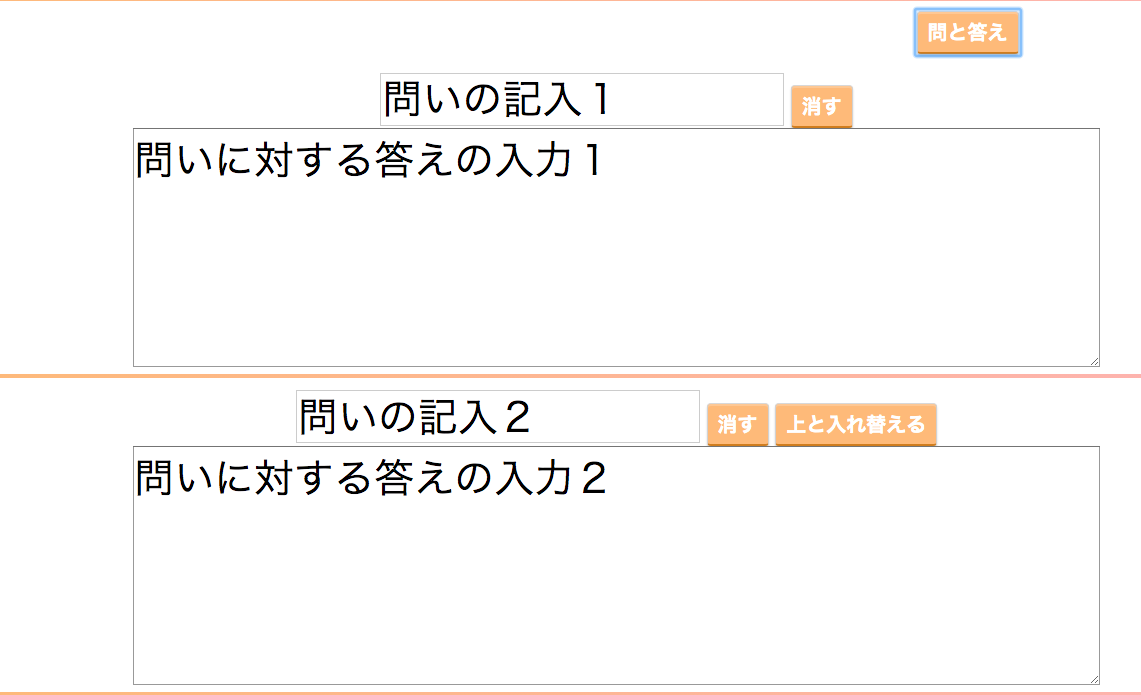 問と答え
問いの記入１ 消す
問いに対する答えの入力１
問いの記入２ 消す 上と入れ替える
問いに対する答えの入力２